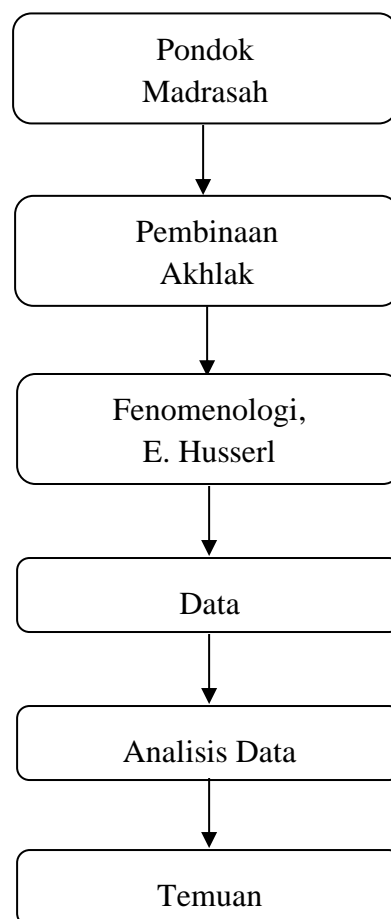 Pondok
Madrasah
Pembinaan
Akhlak
Fenomenologi,
E. Husserl
Data
Analisis Data
Temuan